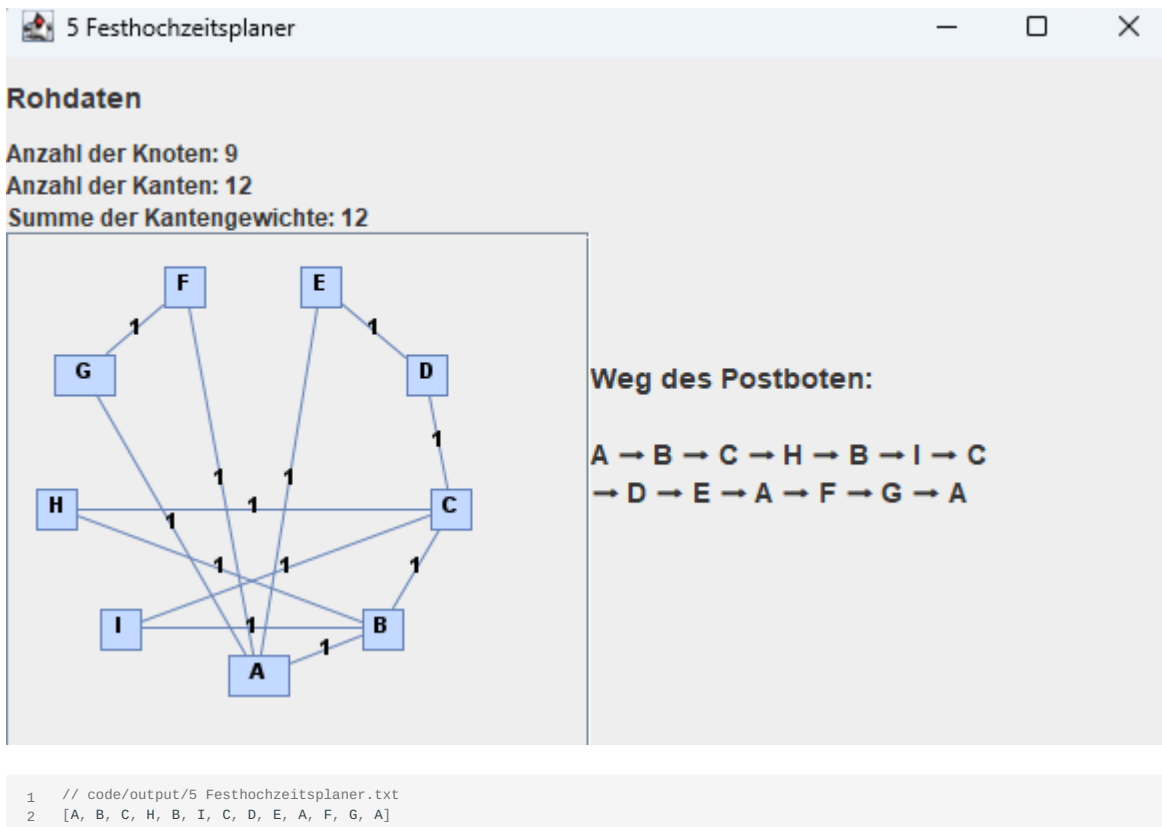 5 Festhochzeitsplaner
Rohdaten
Anzahl der Knoten: 9
Anzahl der Kanten: 12
Summe der Kantengewichte: 12
F E
1 1
G D
1
1 1
H 1 C
1
1 1 1
I 1 B
1
A
Weg des Postboten:
A → B → C → H → B → I → C
→ D → E → A → F → G → A
1 // code/output/5 Festhochzeitsplaner.txt
2 [A, B, C, H, B, I, C, D, E, A, F, G, A]